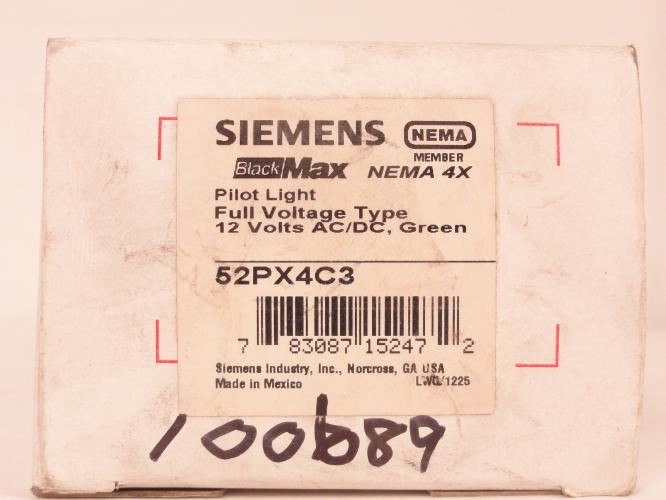 SIEMENS NEMA
MEMBER
BlackMax NEMA 4X
Pilot Light
Full Voltage Type
12 Volts AC/DC, Green
52PX4C3
7 83087 15247 2
Siemens Industry, Inc., Norcross, GA USA
Made in Mexico
100689